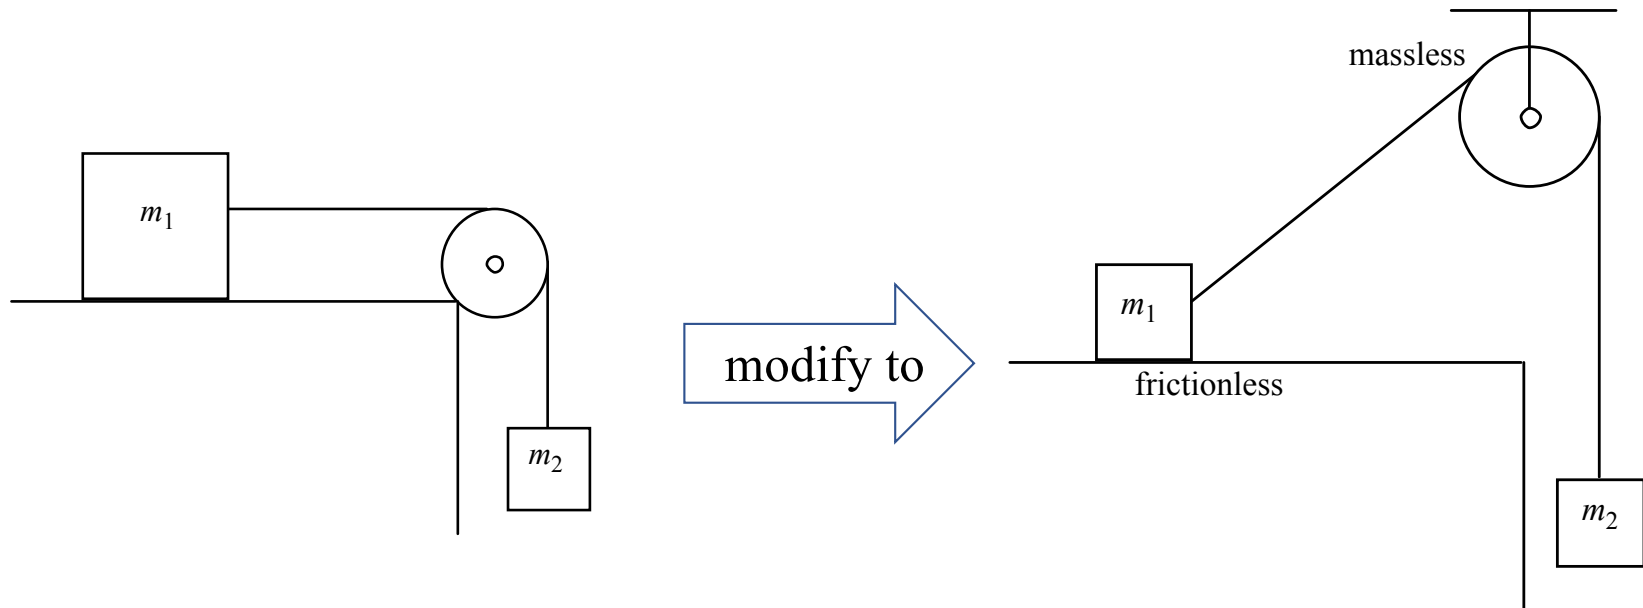 m₁
m₂
modify to
massless
m₁
frictionless
m₂